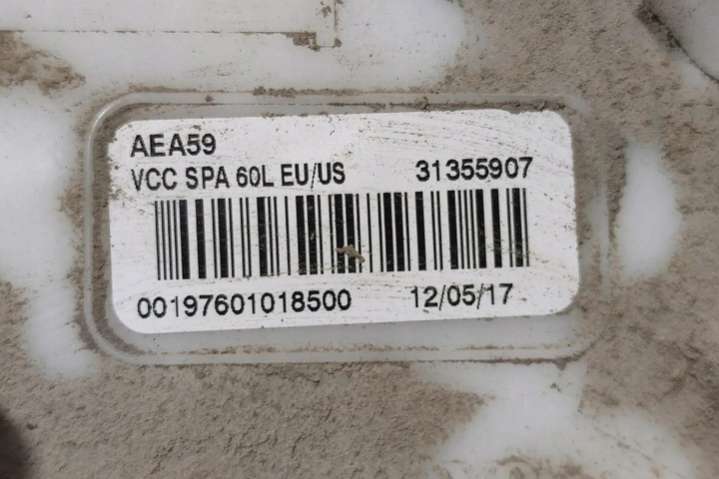 AEA59
VCC SPA 60L EU/US 31355907
00197601018500 12/05/17